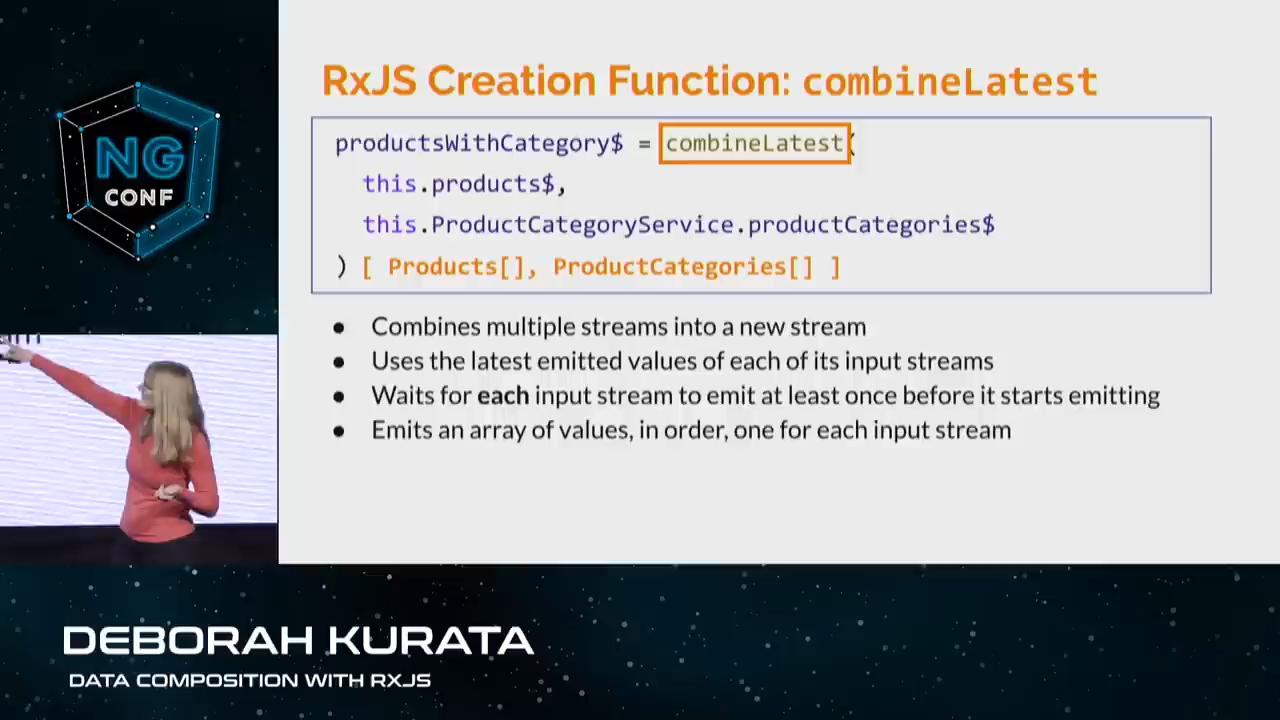 NG
CONF
RxJS Creation Function: combineLatest
productsWithCategory$ = combineLatest(
this.products$,
this.ProductCategoryService.productCategories$
) [ Products[], ProductCategories[] ]
● Combines multiple streams into a new stream
● Uses the latest emitted values of each of its input streams
● Waits for each input stream to emit at least once before it starts emitting
● Emits an array of values, in order, one for each input stream
DEBORAH KURATA
DATA COMPOSITION WITH RXJS